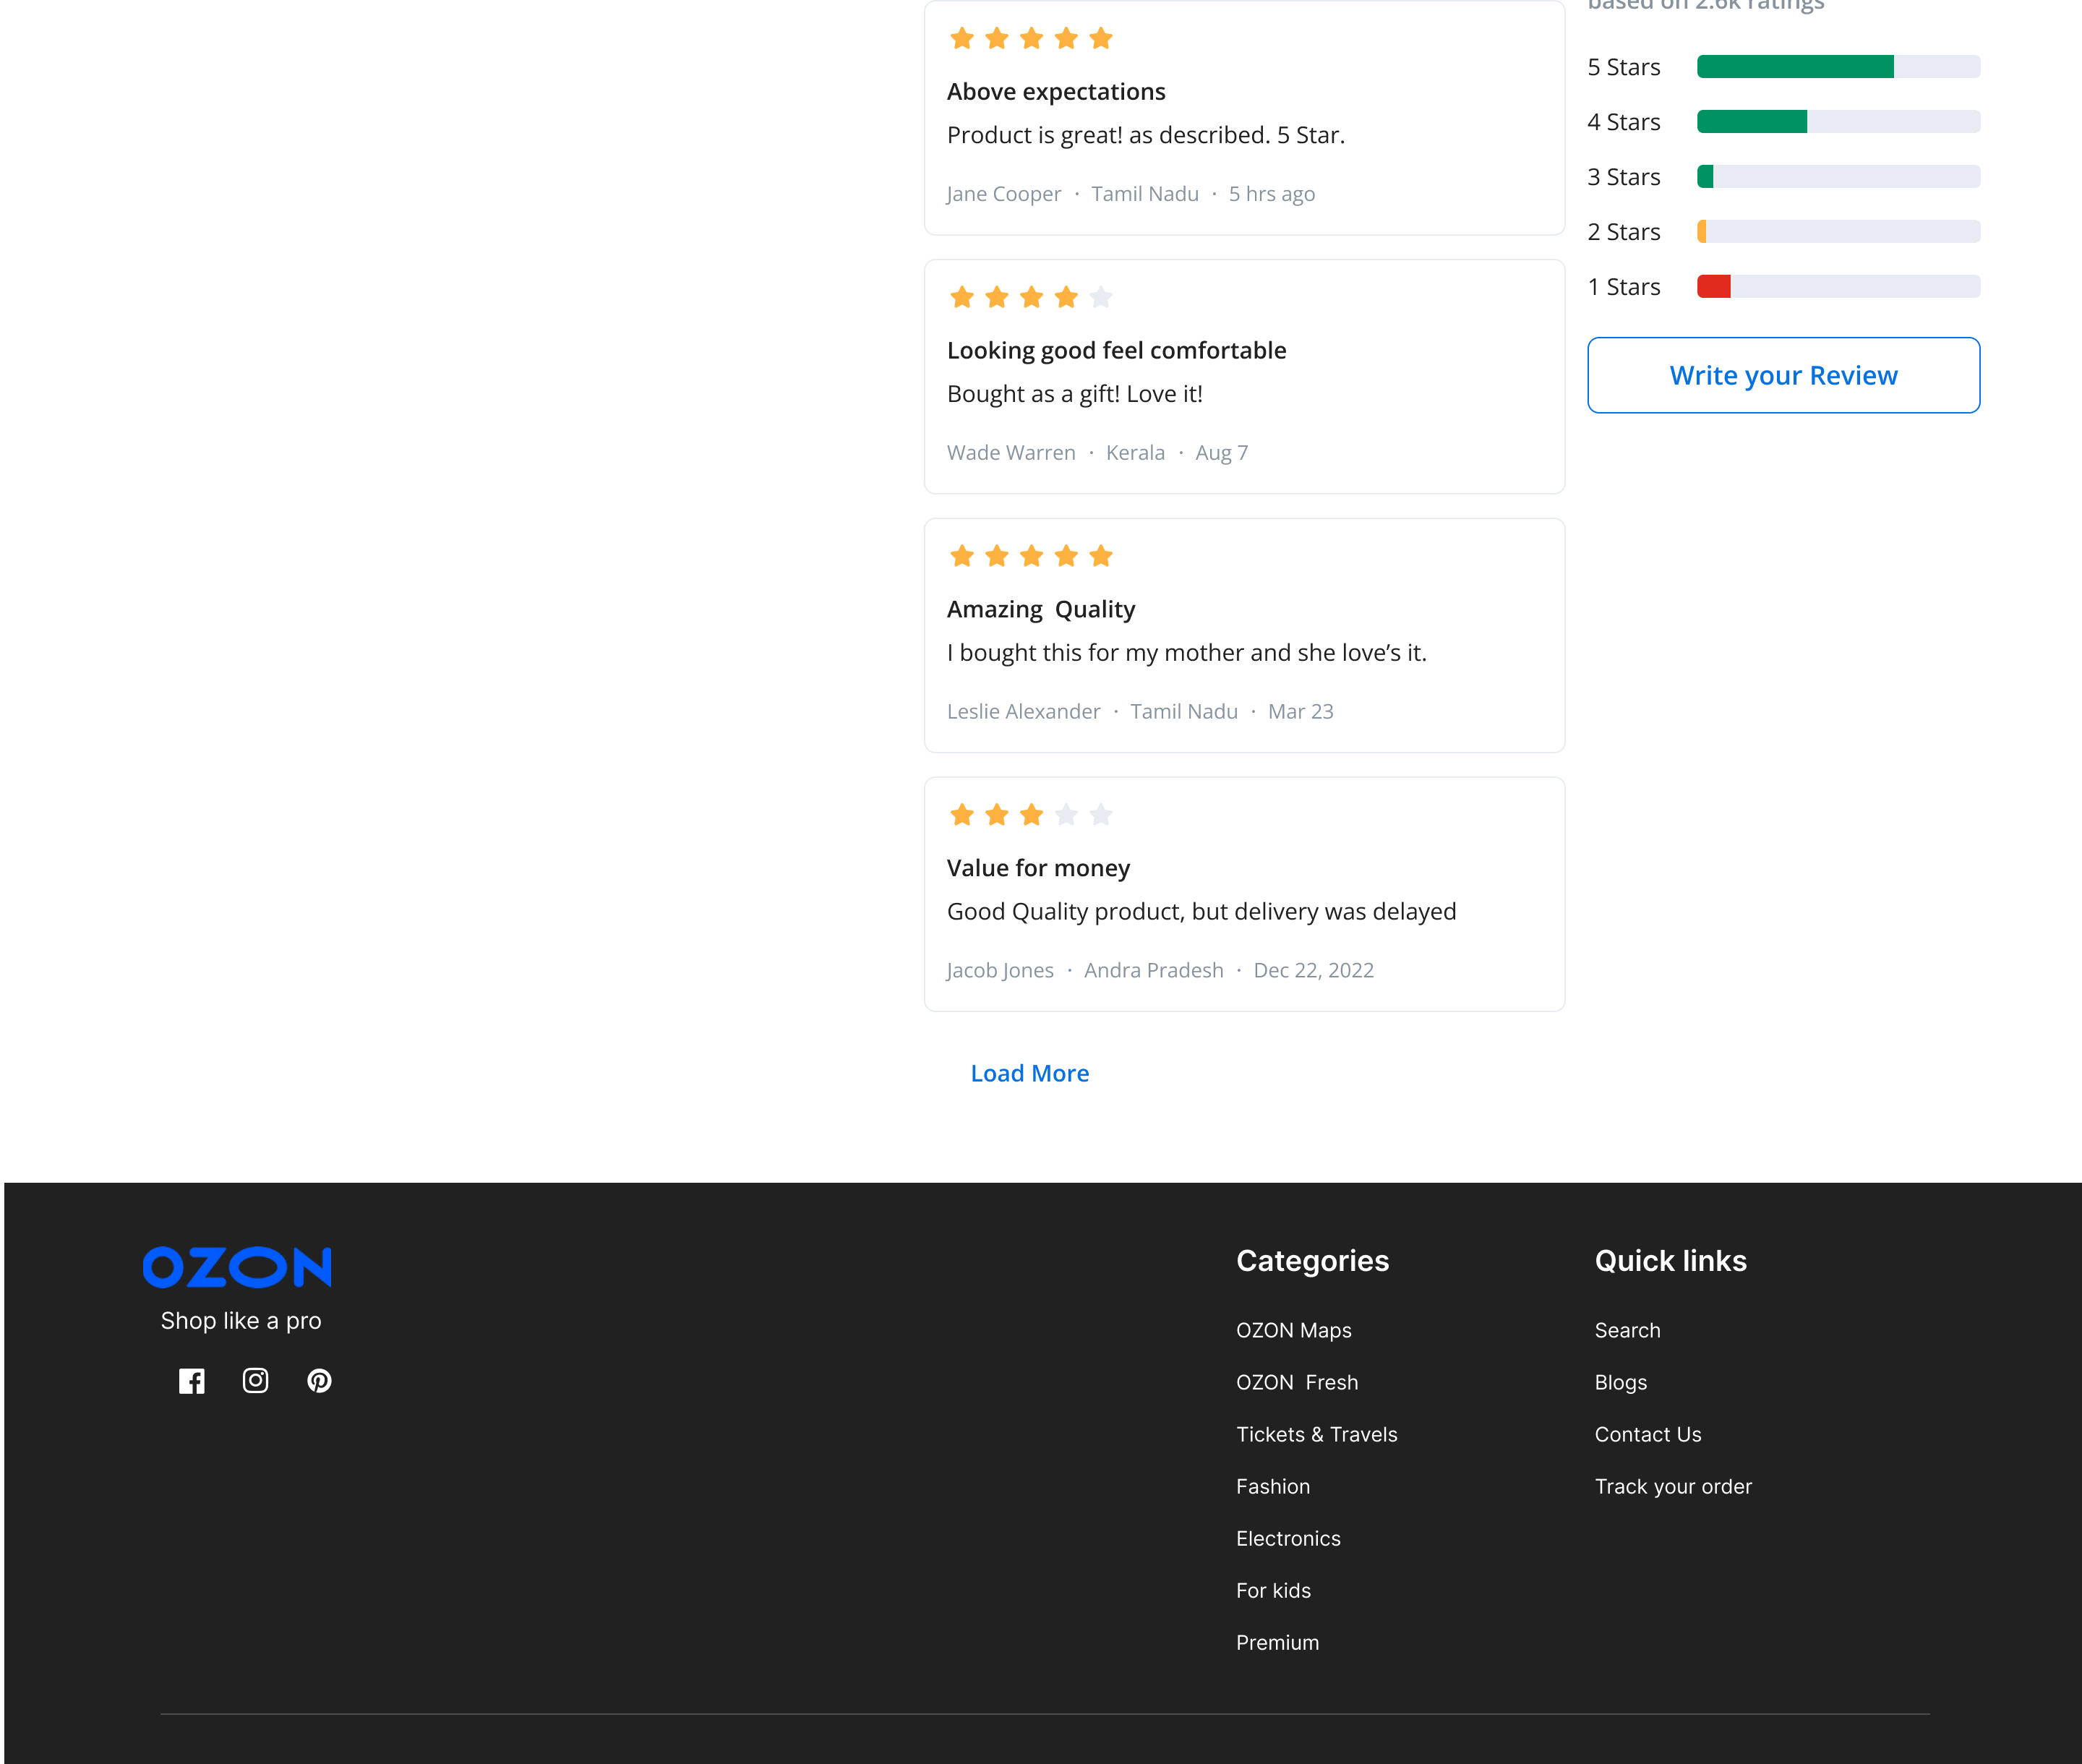 Above expectations
Product is great! as described. 5 Star.
Jane Cooper · Tamil Nadu · 5 hrs ago
Looking good feel comfortable
Bought as a gift! Love it!
Wade Warren · Kerala · Aug 7
Amazing  Quality
I bought this for my mother and she love’s it.
Leslie Alexander · Tamil Nadu · Mar 23
Value for money
Good Quality product, but delivery was delayed
Jacob Jones · Andra Pradesh · Dec 22, 2022
Load More
based on 2.6k ratings
5 Stars
4 Stars
3 Stars
2 Stars
1 Stars
Write your Review
OZON
Shop like a pro
Categories
OZON Maps
OZON  Fresh
Tickets & Travels
Fashion
Electronics
For kids
Premium
Quick links
Search
Blogs
Contact Us
Track your order